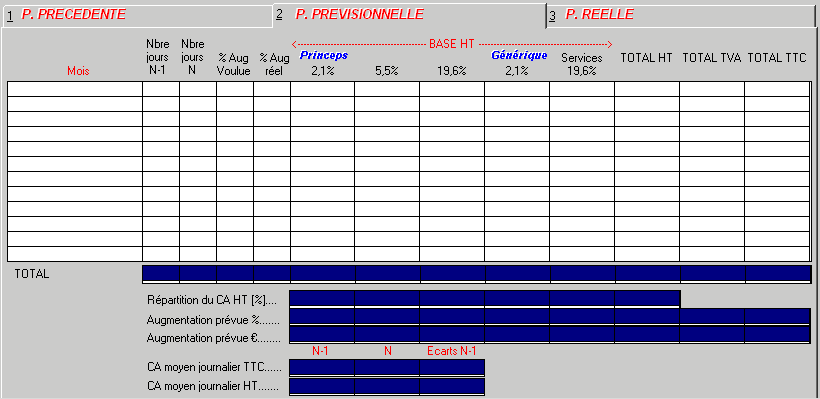 1 P. PRECEDENTE 2 P. PREVISIONNELLE 3 P. REELLE
Mois Nbre jours N-1 Nbre jours N % Aug Voulue % Aug réel
BASE HT
Princeps 2,1% 5,5% 19,6% Générique 2,1% Services 19,6% TOTAL HT TOTAL TVA TOTAL TTC
TOTAL
Répartition du CA HT [%]....
Augmentation prévue %.......
Augmentation prévue €........
N-1 N Ecarts N-1
CA moyen journalier TTC......
CA moyen journalier HT.......